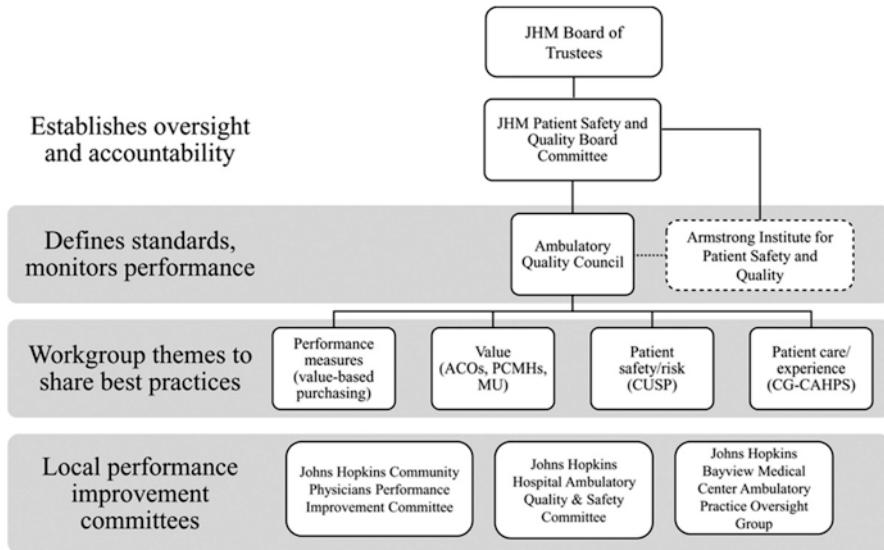 JHM Board of
Trustees
Establishes oversight
and accountability
JHM Patient Safety and
Quality Board
Committee
Defines standards,
monitors performance
Ambulatory
Quality Council
Armstrong Institute for
Patient Safety and
Quality
Workgroup themes to
share best practices
Performance
measures
(value-based
purchasing)
Value
(ACOs, PCMHs,
MU)
Patient
safety/risk
(CUSP)
Patient care/
experience
(CG-CAHPS)
Local performance
improvement
committees
Johns Hopkins Community
Physicians Performance
Improvement Committee
Johns Hopkins
Hospital Ambulatory
Quality & Safety
Committee
Johns Hopkins
Bayview Medical
Center Ambulatory
Practice Oversight
Group